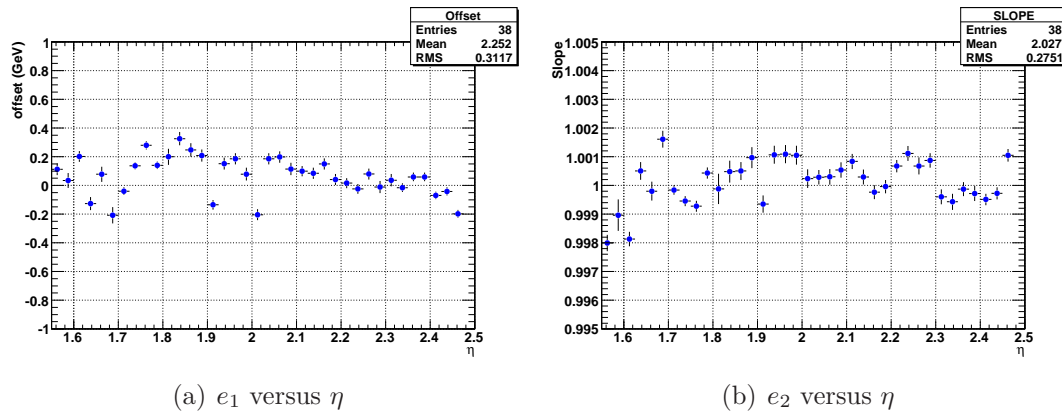 Offset
Entries 38
Mean 2.252
RMS 0.3117
offset (GeV)
1
0.8
0.6
0.4
0.2
0
-0.2
-0.4
-0.6
-0.8
-1
1.6 1.7 1.8 1.9 2 2.1 2.2 2.3 2.4 2.5
η
(a) e₁ versus η
SLOPE
Entries 38
Mean 2.027
RMS 0.2751
Slope
1.005
1.004
1.003
1.002
1.001
1
0.999
0.998
0.997
0.996
0.995
1.6 1.7 1.8 1.9 2 2.1 2.2 2.3 2.4 2.5
η
(b) e₂ versus η